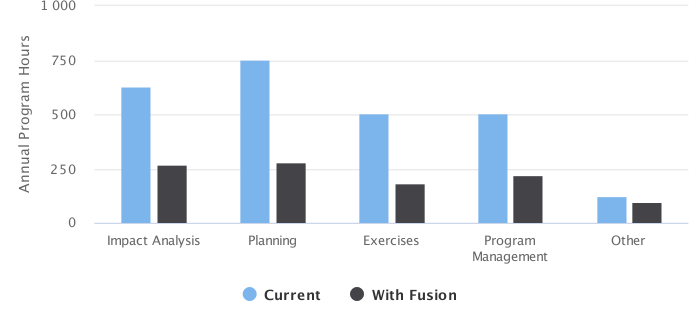 1 000
750
500
250
0
Annual Program Hours
Impact Analysis
Planning
Exercises
Program
Management
Other
Current
With Fusion